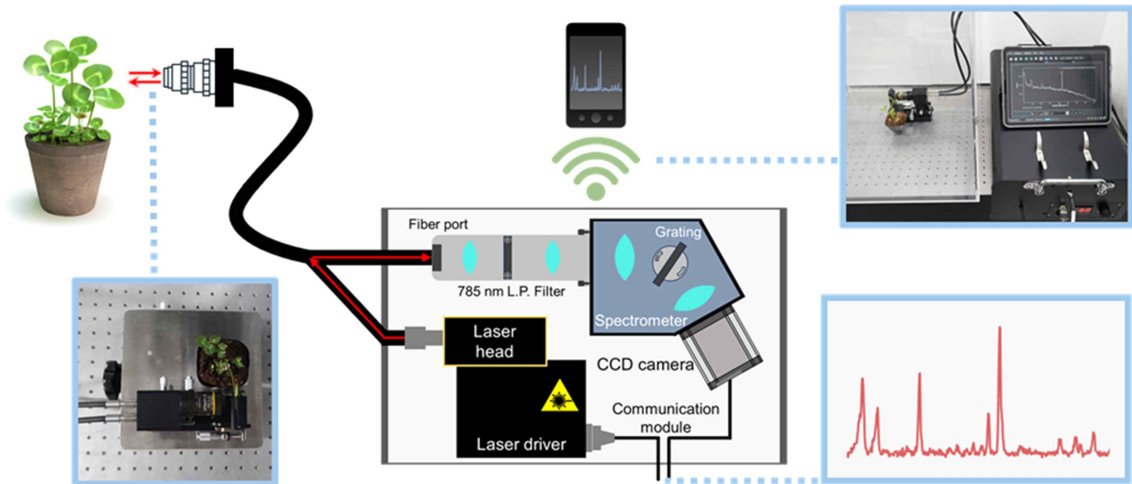 Fiber port
Grating
785 nm L.P. Filter
Spectrometer
Laser
head
CCD camera
Communication
module
Laser driver